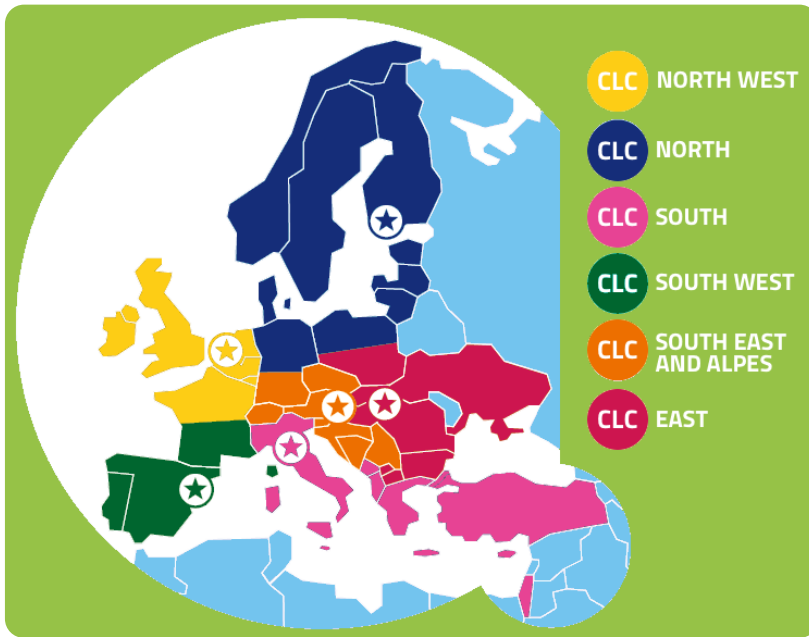 CLC NORTH WEST
CLC NORTH
CLC SOUTH
CLC SOUTH WEST
CLC SOUTH EAST
AND ALPES
CLC EAST